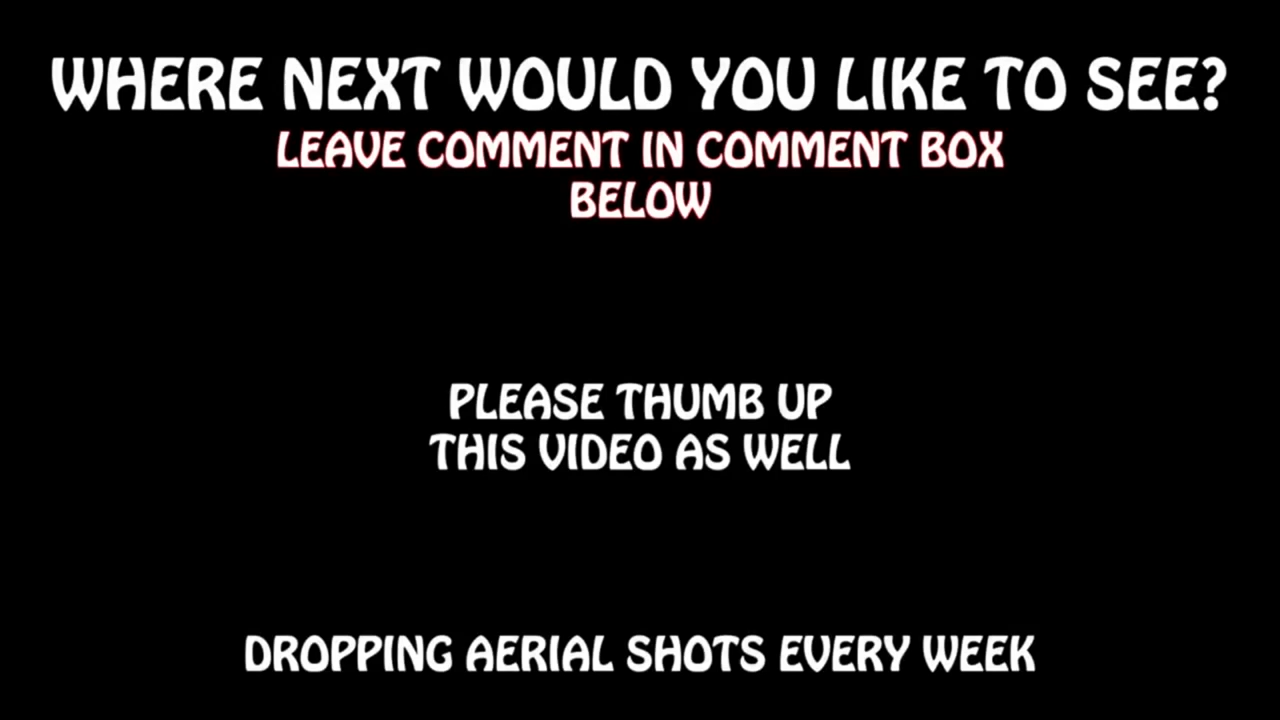 WHERE NEXT WOULD YOU LIKE TO SEE?
LEAVE COMMENT IN COMMENT BOX
BELOW
PLEASE THUMB UP
THIS VIDEO AS WELL
DROPPING AERIAL SHOTS EVERY WEEK